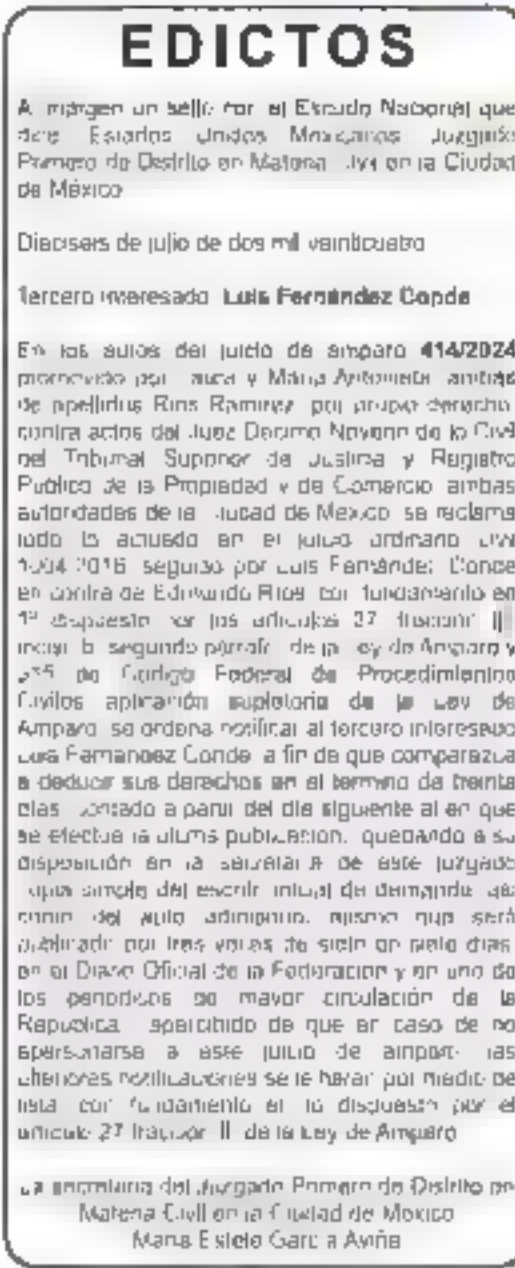 EDICTOS
Al margen un sello con el Escudo Nacional que
dice Estados Unidos Mexicanos Juzgado
Primero de Distrito en Materia Civil en la Ciudad
de México
Dieciséis de julio de dos mil veinticuatro
Tercero interesado Luis Fernández Conde
En los autos del juicio de amparo 414/2024
promovido por Laura y María Antonieta ambas
de apellidos Ríos Ramírez por propio derecho
contra actos del Juez Décimo Noveno de lo Civil
del Tribunal Superior de Justicia y Registro
Público de la Propiedad y de Comercio ambas
autoridades de la Ciudad de México se reclama
todo lo actuado en el juicio ordinario civil
2016 seguido por Luis Fernández Conde
en contra de Ríos con fundamento en
dispuesto por los artículos 27 fracción
inciso b segundo párrafo de la Ley de Amparo y
315 de Código Federal de Procedimientos
Civiles aplicación supletoria de la Ley de
Amparo se ordena notificar al tercero interesado
Luis Fernández Conde a fin de que comparezca
a deducir sus derechos en el término de treinta
días contado a partir del día siguiente al en que
se efectúe la última publicación, quedando a su
disposición en la secretaría de este juzgado
copia simple del escrito inicial de demanda así
como del auto admisorio, mismo que será
publicado por tres veces de siete en siete días
en el Diario Oficial de la Federación y en uno de
los periódicos de mayor circulación de la
República apercibido de que en caso de no
apersonarse a este juicio de amparo las
ulteriores notificaciones se le harán por medio de
lista con fundamento en lo dispuesto por el
artículo 27 fracción II de la Ley de Amparo
La secretaria del Juzgado Primero de Distrito en
Materia Civil en la Ciudad de México
María Estela García Aviña